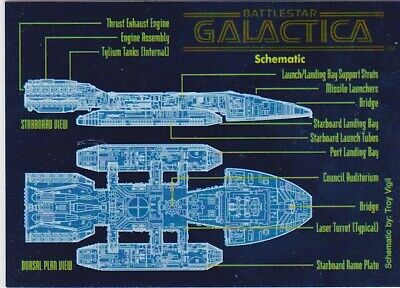 Thrust Exhaust Engine
Engine Assembly
Tylium Tanks (Internal)
BATTLESTAR
GALACTICA
TM
Schematic
Launch/Landing Bay Support Struts
Missile Launchers
Bridge
STARBOARD VIEW
Starboard Landing Bay
Starboard Launch Tubes
Port Landing Bay
Council Auditorium
Bridge
Laser Turret (Typical)
DORSAL PLAN VIEW
Starboard Name Plate
Schematic by: Troy Vigil